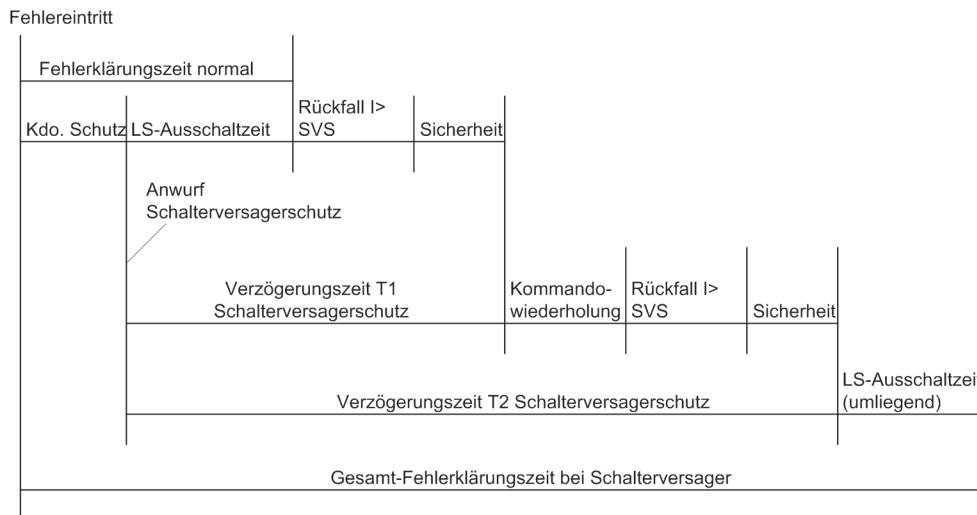 Fehlereintritt
Fehlerklärungszeit normal
Kdo. Schutz
LS-Ausschaltzeit
Rückfall I>
SVS
Sicherheit
Anwurf
Schalterversagerschutz
Verzögerungszeit T1
Schalterversagerschutz
Kommando-
wiederholung
Rückfall I>
SVS
Sicherheit
Verzögerungszeit T2 Schalterversagerschutz
LS-Ausschaltzeit
(umliegend)
Gesamt-Fehlerklärungszeit bei Schalterversager